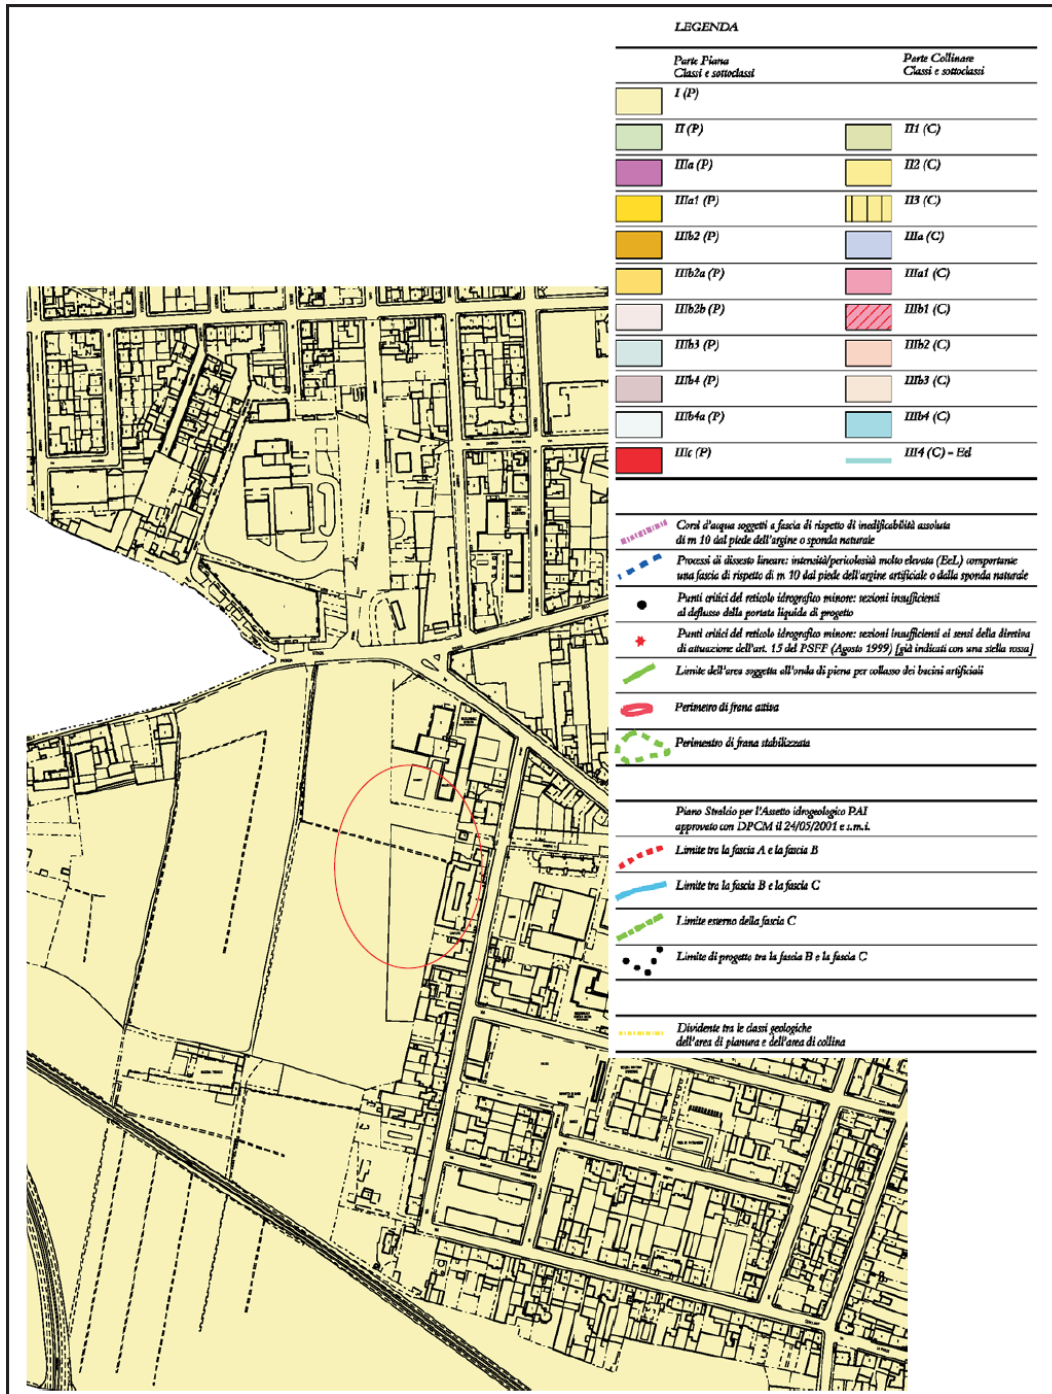 LEGENDA
Parte Piana
Classi e sottoclassi
Parte Collinare
Classi e sottoclassi
I (P)
II (P)
II1 (C)
IIIa (P)
II2 (C)
IIIa1 (P)
II3 (C)
IIIb2 (P)
IIIa (C)
IIIb2a (P)
IIIa1 (C)
IIIb2b (P)
IIIb1 (C)
IIIb3 (P)
IIIb2 (C)
IIIb4 (P)
IIIb3 (C)
IIIb4a (P)
IIIb4 (C)
IIIc (P)
III4 (C) - Eel
Corsi d'acqua soggetti a fascia di rispetto di inedificabilità assoluta
di m 10 dal piede dell'argine o sponda naturale
Processi di dissesto lineare: intensità/pericolosità molto elevata (EeL) comportante
una fascia di rispetto di m 10 dal piede dell'argine artificiale o dalla sponda naturale
Punti critici del reticolo idrografico minore: sezioni insufficienti
al deflusso della portata liquida di progetto
Punti critici del reticolo idrografico minore: sezioni insufficienti ai sensi della direttiva
di attuazione dell'art. 15 del PSFF (Agosto 1999) [già indicati con una stella rossa]
Limite dell'area soggetta all'onda di piena per collasso dei bacini artificiali
Perimetro di frana attiva
Perimentro di frana stabilizzata
Piano Stralcio per l'Assetto idrogeologico PAI
approvato con DPCM il 24/05/2001 e s.m.i.
Limite tra la fascia A e la fascia B
Limite tra la fascia B e la fascia C
Limite esterno della fascia C
Limite di progetto tra la fascia B e la fascia C
Dividente tra le classi geologiche
dell'area di pianura e dell'area di collina